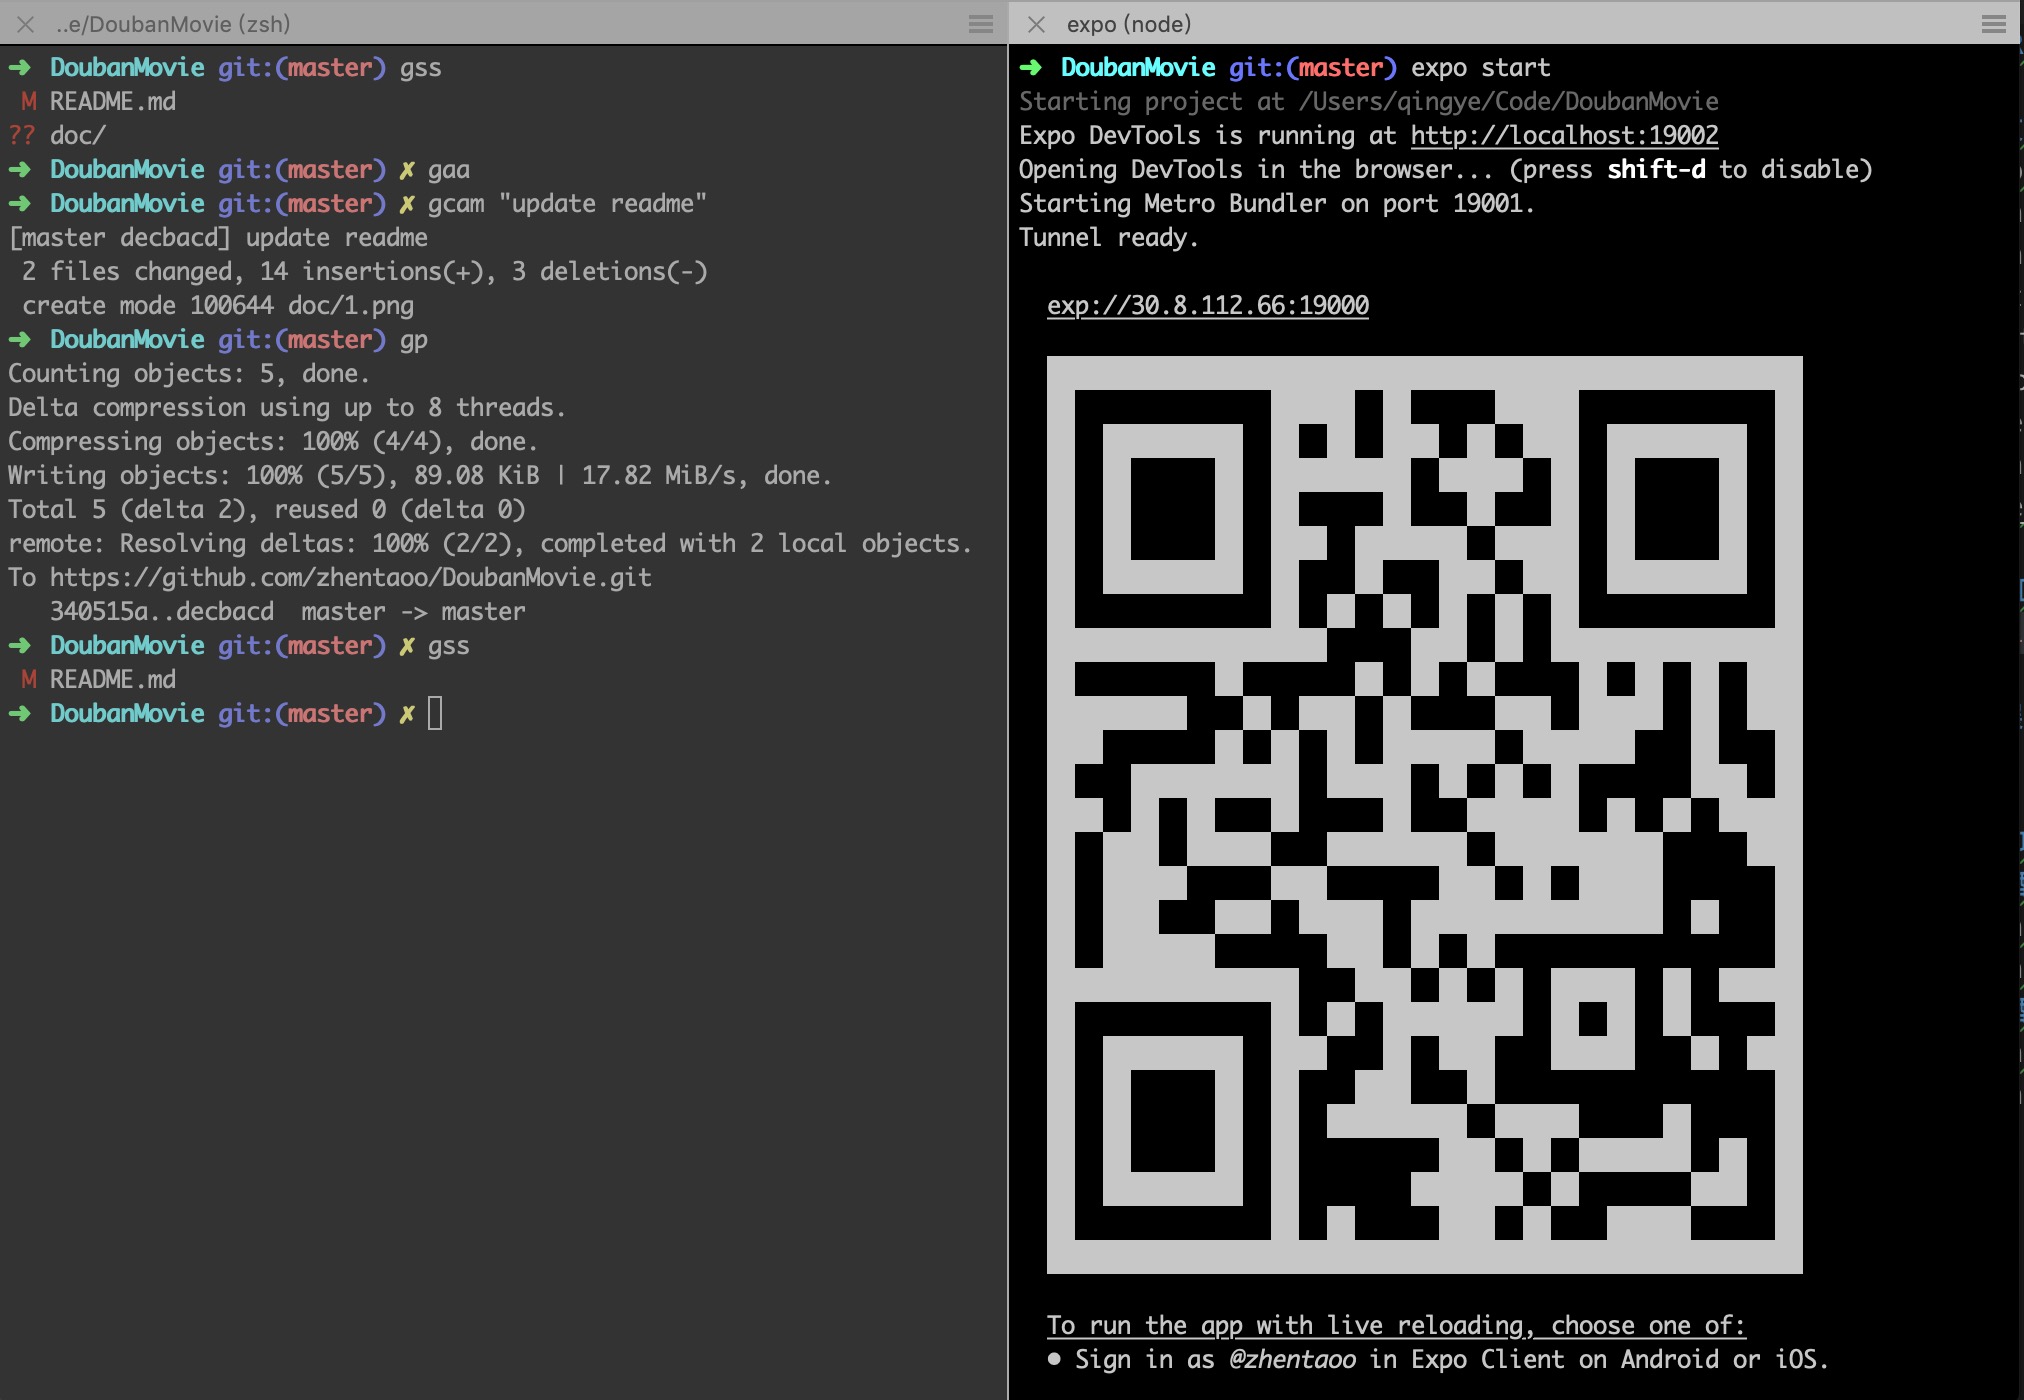 ..e/DoubanMovie (zsh)
➜ DoubanMovie git:(master) gss
 M README.md
?? doc/
➜ DoubanMovie git:(master) ✗ gaa
➜ DoubanMovie git:(master) ✗ gcam "update readme"
[master decbacd] update readme
 2 files changed, 14 insertions(+), 3 deletions(-)
 create mode 100644 doc/1.png
➜ DoubanMovie git:(master) gp
Counting objects: 5, done.
Delta compression using up to 8 threads.
Compressing objects: 100% (4/4), done.
Writing objects: 100% (5/5), 89.08 KiB | 17.82 MiB/s, done.
Total 5 (delta 2), reused 0 (delta 0)
remote: Resolving deltas: 100% (2/2), completed with 2 local objects.
To https://github.com/zhentaoo/DoubanMovie.git
   340515a..decbacd  master -> master
➜ DoubanMovie git:(master) ✗ gss
 M README.md
➜ DoubanMovie git:(master) ✗
expo (node)
➜ DoubanMovie git:(master) expo start
Starting project at /Users/qingye/Code/DoubanMovie
Expo DevTools is running at http://localhost:19002
Opening DevTools in the browser... (press shift-d to disable)
Starting Metro Bundler on port 19001.
Tunnel ready.
exp://30.8.112.66:19000
To run the app with live reloading, choose one of:
● Sign in as @zhentaoo in Expo Client on Android or iOS.